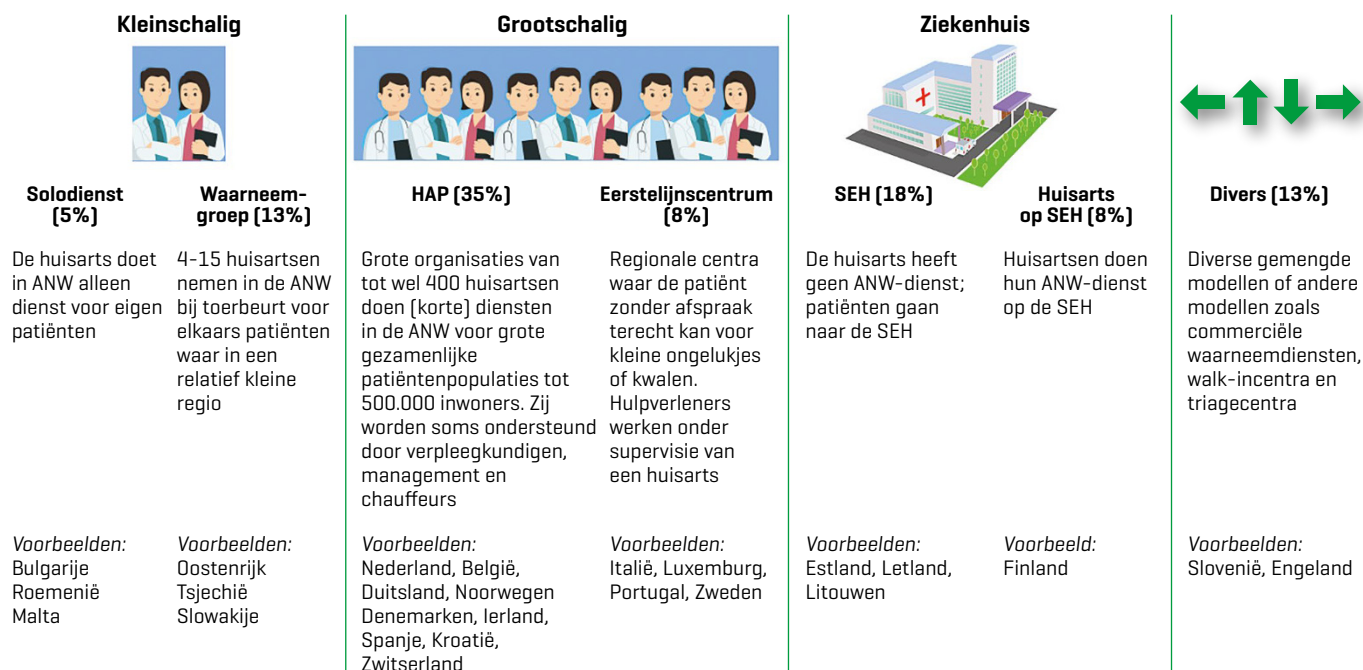 Kleinschalig
Solodienst
(5%)
De huisarts doet
in ANW alleen
dienst voor eigen
patiënten
Voorbeelden:
Bulgarije
Roemenië
Malta
Waarneem-
groep (13%)
4-15 huisartsen
nemen in de ANW
bij toerbeurt voor
elkaars patiënten
waar in een
relatief kleine
regio
Voorbeelden:
Oostenrijk
Tsjechië
Slowakije
Grootschalig
HAP (35%)
Grote organisaties van
tot wel 400 huisartsen
doen (korte) diensten
in de ANW voor grote
gezamenlijke
patiëntenpopulaties tot
500.000 inwoners. Zij
worden soms ondersteund
door verpleegkundigen,
management en
chauffeurs
Voorbeelden:
Nederland, België,
Duitsland, Noorwegen
Denemarken, Ierland,
Spanje, Kroatië,
Zwitserland
Eerstelijnscentrum
(8%)
Regionale centra
waar de patiënt
zonder afspraak
terecht kan voor
kleine ongelukjes
of kwalen.
Hulpverleners
werken onder
supervisie van
een huisarts
Voorbeelden:
Italië, Luxemburg,
Portugal, Zweden
Ziekenhuis
SEH (18%)
De huisarts heeft
geen ANW-dienst;
patiënten gaan
naar de SEH
Voorbeelden:
Estland, Letland,
Litouwen
Huisarts
op SEH (8%)
Huisartsen doen
hun ANW-dienst
op de SEH
Voorbeeld:
Finland
Divers (13%)
Diverse gemengde
modellen of andere
modellen zoals
commerciële
waarneemdiensten,
walk-incentra en
triagecentra
Voorbeelden:
Slovenië, Engeland